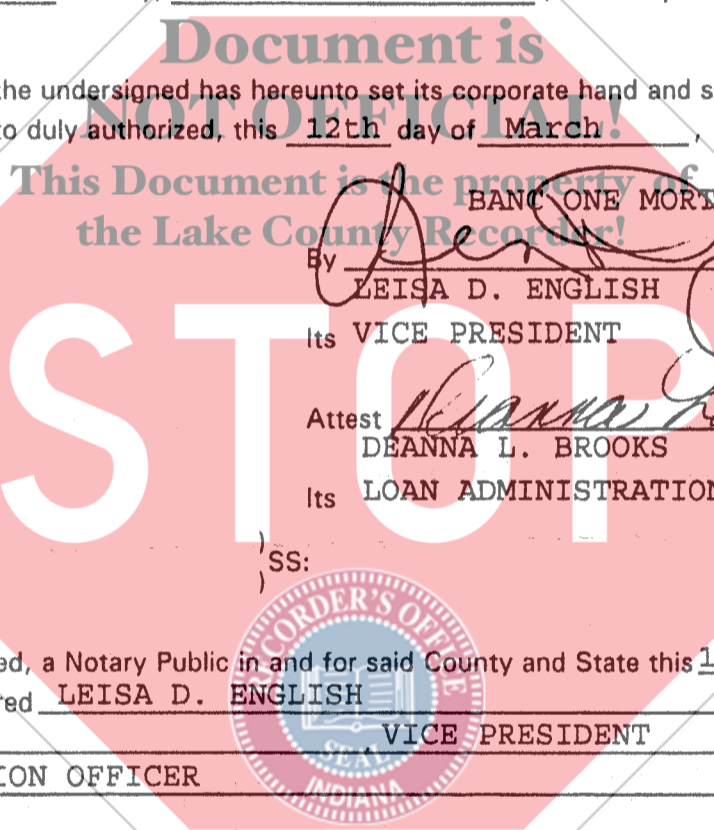 Document is
the undersigned has hereunto set its corporate hand and s
NOT OFFICIAL!
to duly authorized, this 12th day of March,
This Document is the property of
BANC ONE MORT
the Lake County Recorder!
By
LEISA D. ENGLISH
Its VICE PRESIDENT
STOP
Attest Deanna L.
DEANNA L. BROOKS
Its LOAN ADMINISTRATION
) SS:
)
RECORDER'S OFFICE
ed, a Notary Public in and for said County and State this 1
red LEISA D. ENGLISH
, VICE PRESIDENT
SEAL
ION OFFICER
INDIANA